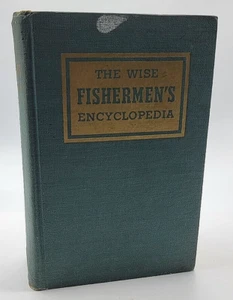 THE WISE
FISHERMEN'S
ENCYCLOPEDIA